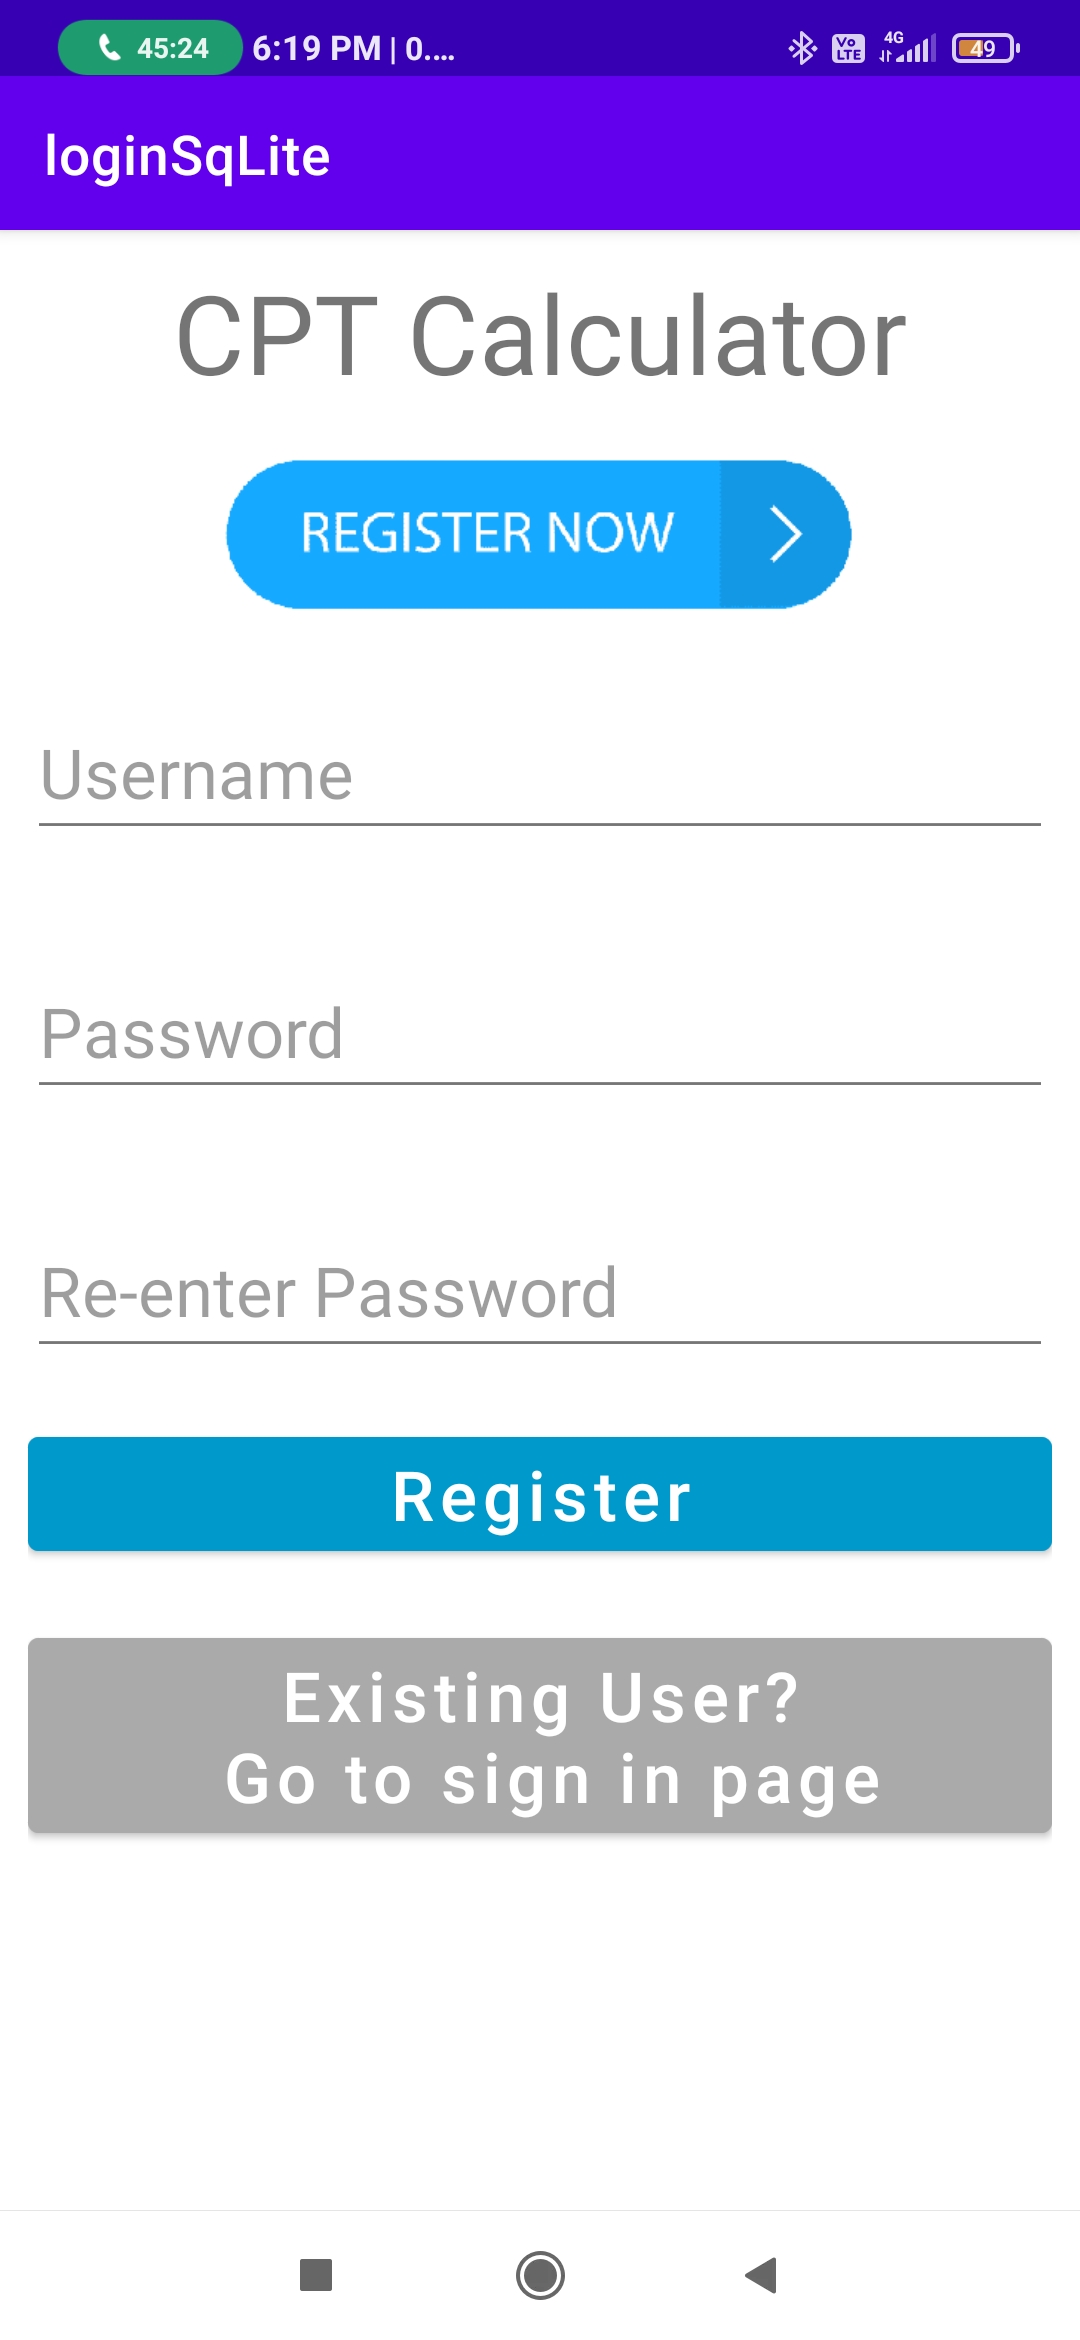 45:24 6:19 PM | 0.... Vo LTE 4G 49
loginSqLite
CPT Calculator
REGISTER NOW
Username
Password
Re-enter Password
Register
Existing User?
Go to sign in page